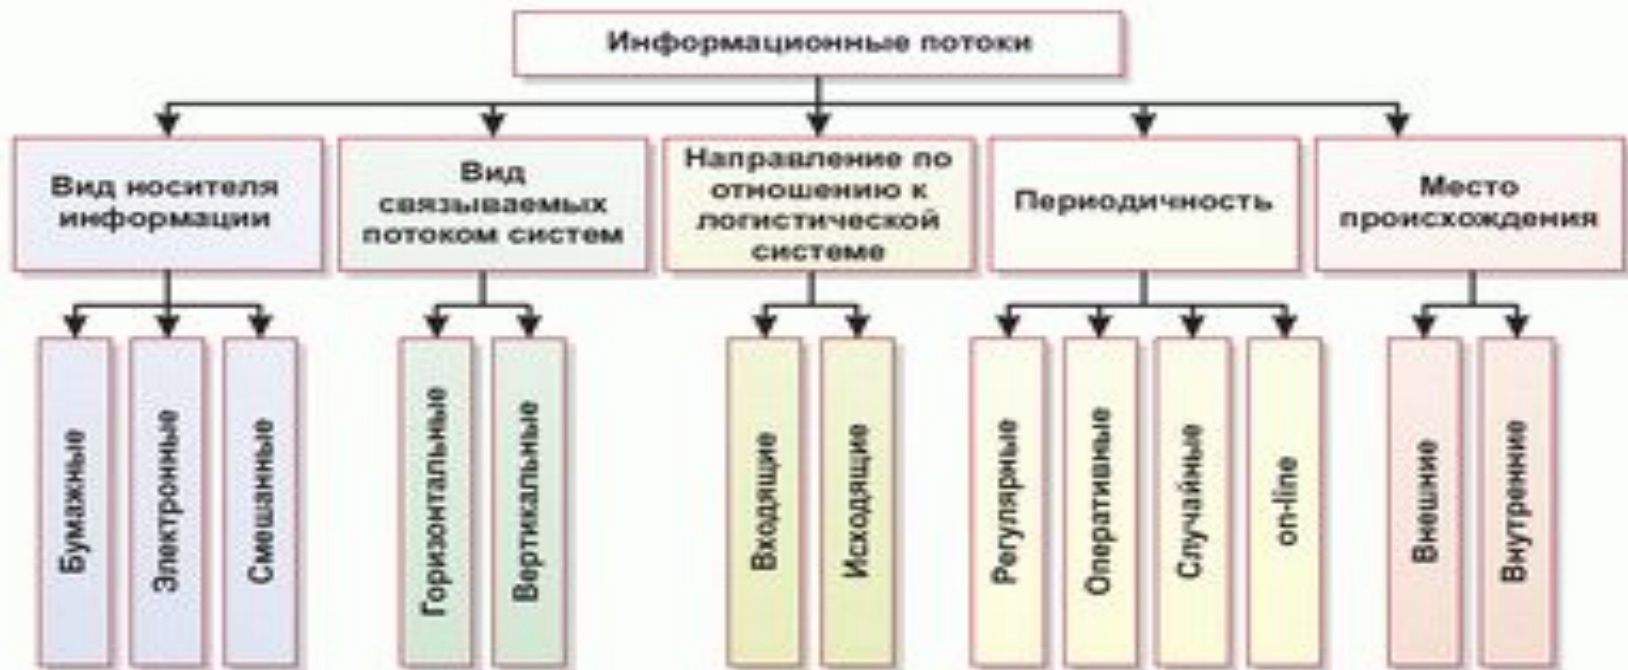 Информационные потоки
Вид носителя
информации
Вид
связываемых
потоком систем
Направление по
отношению к
логистической
системе
Периодичность
Место
происхождения
Бумажные
Электронные
Смешанные
Горизонтальные
Вертикальные
Входящие
Исходящие
Регулярные
Оперативные
Случайные
on-line
Внешние
Внутренние